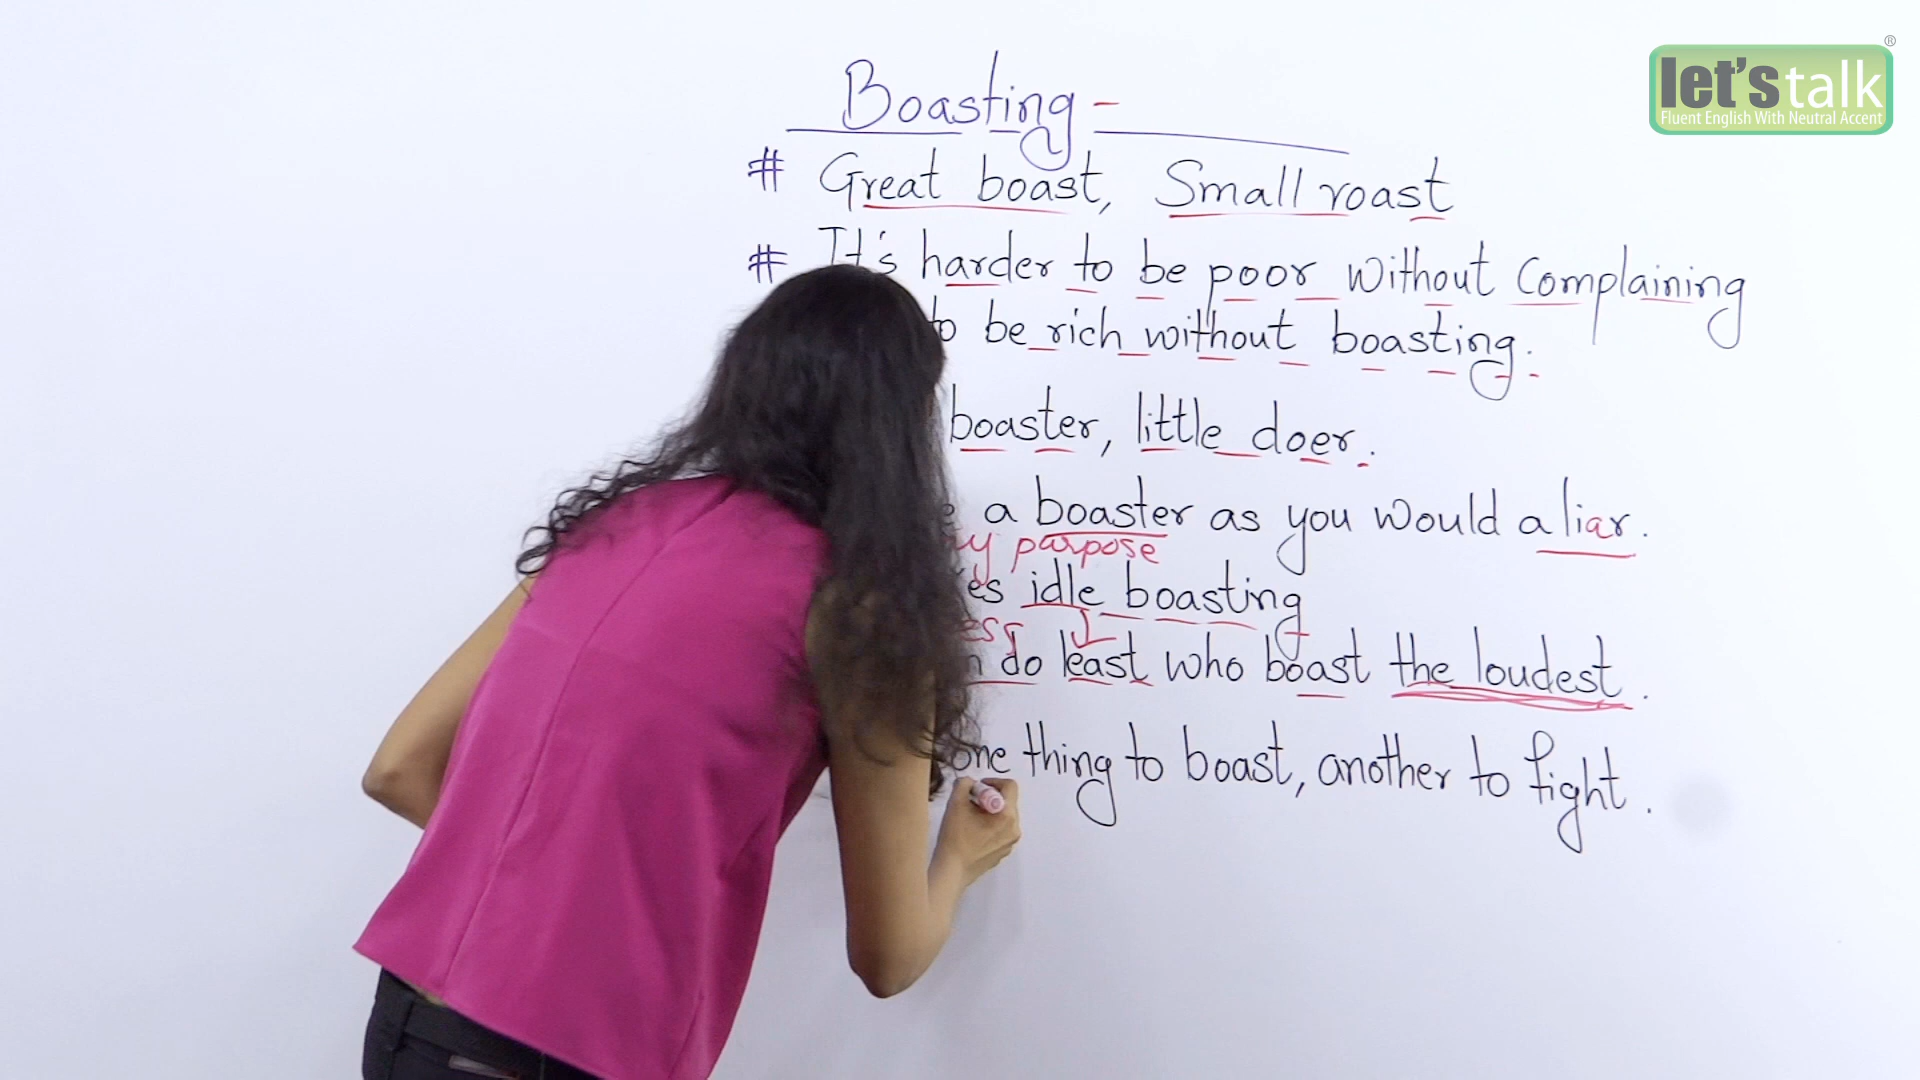 Boasting -
# Great boast, Small roast
# It's harder to be poor without Complaining
to be rich without boasting.
boaster, little doer.
a boaster as you would a liar.
parpose
idle boasting
do least who boast the loudest.
one thing to boast, another to fight.
let's talk ®
Fluent English With Neutral Accent